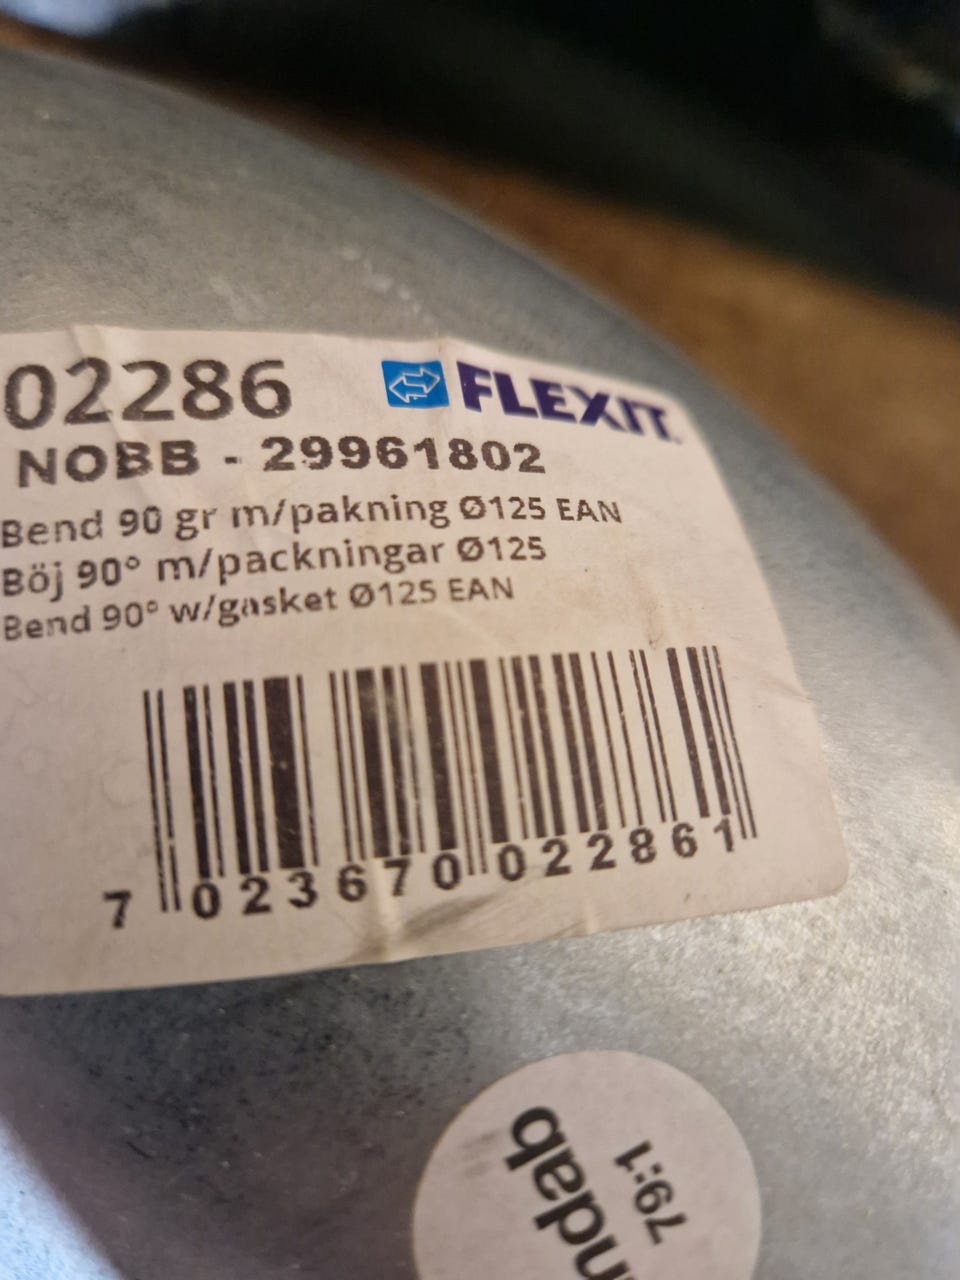 02286 FLEXIT
NOBB - 29961802
Bend 90 gr m/pakning Ø125 EAN
Böj 90° m/packningar Ø125
Bend 90° w/gasket Ø125 EAN
7 023670 022861
ndab
79:1